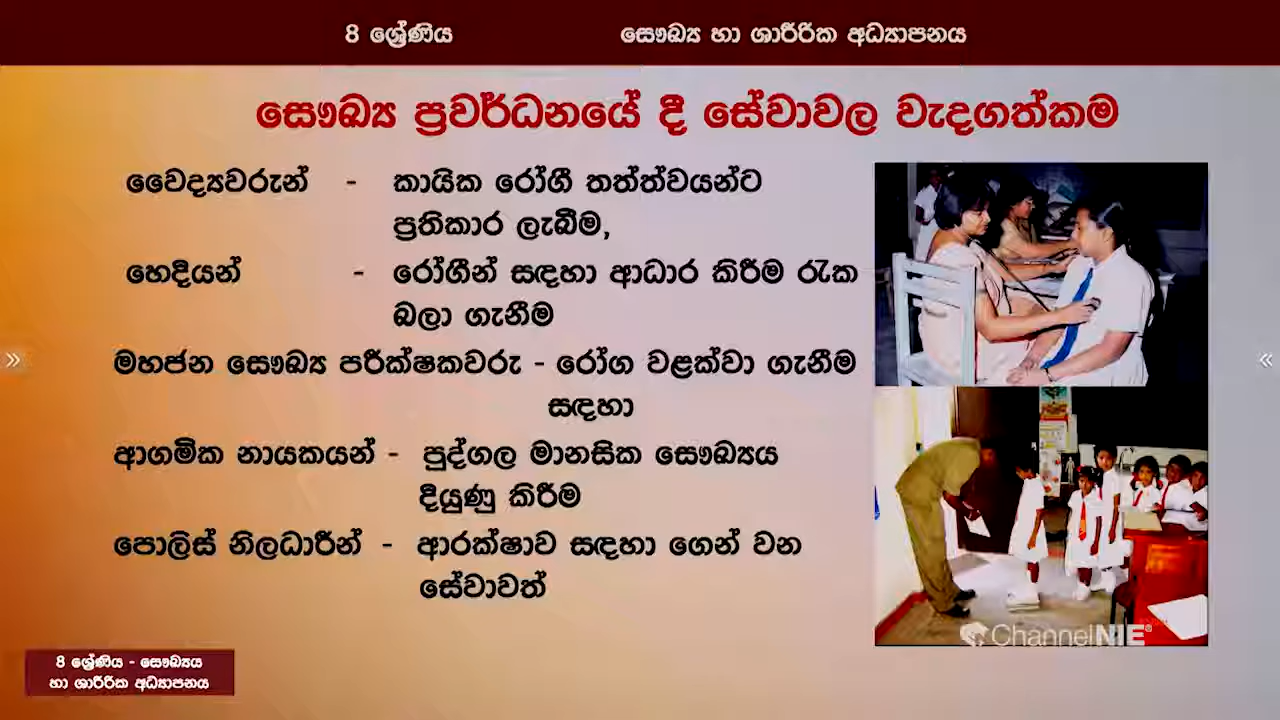 8 ශ්‍රේණිය සෞඛ්‍ය හා ශාරීරික අධ්‍යාපනය
සෞඛ්‍ය ප්‍රවර්ධනයේ දී සේවාවල වැදගත්කම
වෛද්‍යවරුන් - කායික රෝගී තත්ත්වයන්ට
ප්‍රතිකාර ලැබීම,
හෙදියන් - රෝගීන් සඳහා ආධාර කිරීම රැක
බලා ගැනීම
මහජන සෞඛ්‍ය පරීක්ෂකවරු - රෝග වළක්වා ගැනීම
සඳහා
ආගමික නායකයන් - පුද්ගල මානසික සෞඛ්‍යය
දියුණු කිරීම
පොලිස් නිලධාරීන් - ආරක්ෂාව සඳහා ගෙන් වන
සේවාවත්
ChannelNIE
8 ශ්‍රේණිය - සෞඛ්‍යය
හා ශාරීරික අධ්‍යාපනය